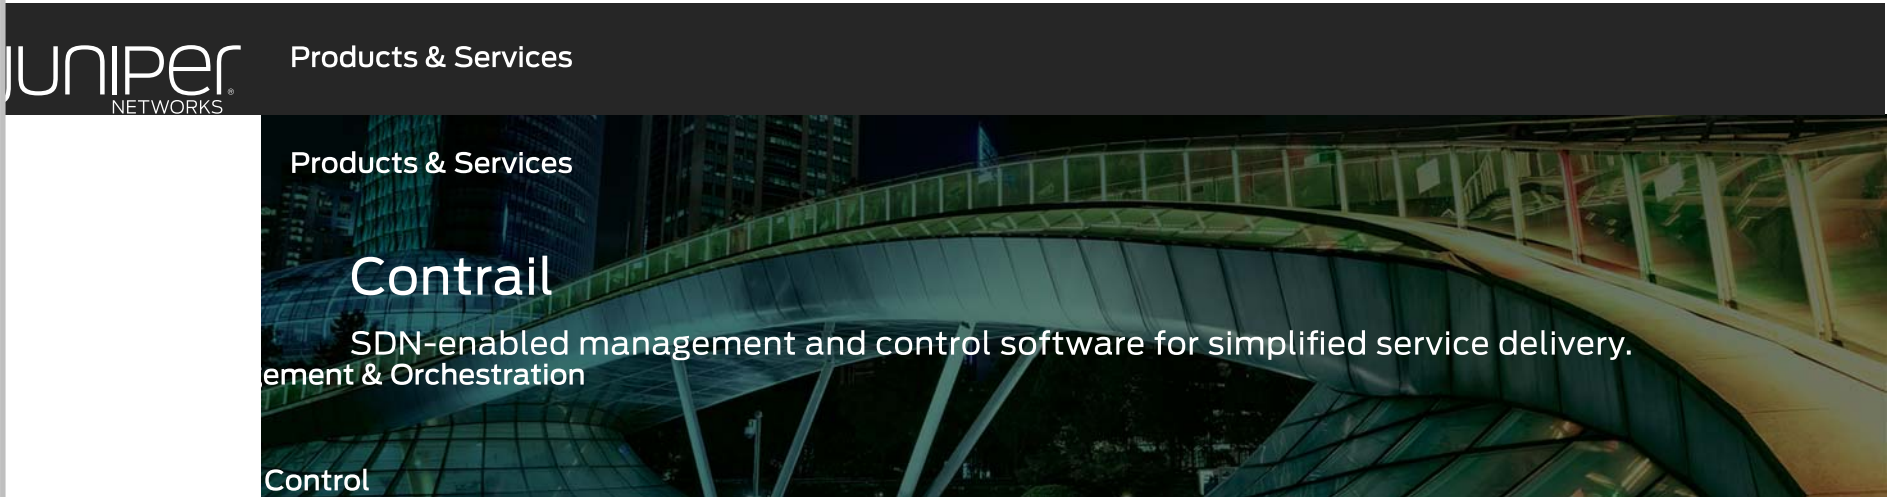 JUNIPer
NETWORKS
Products & Services
Products & Services
Contrail
SDN-enabled management and control software for simplified service delivery.
ement & Orchestration
Control